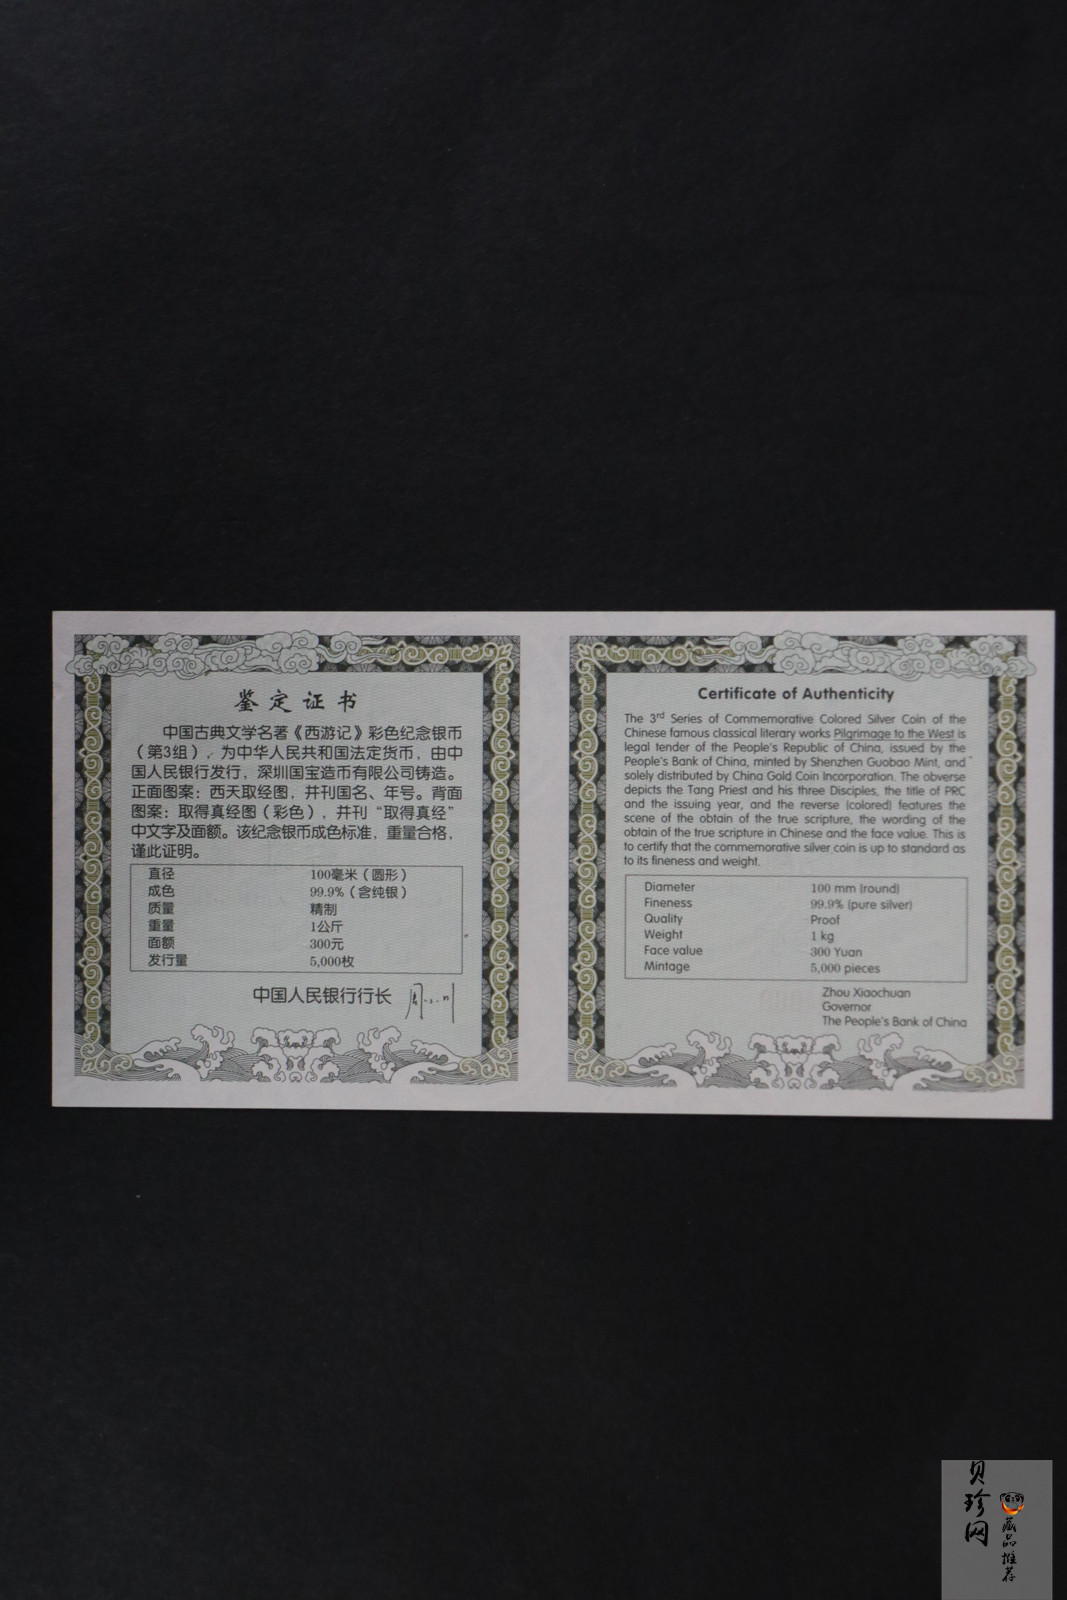 鉴定证书
中国古典文学名著《西游记》彩色纪念银币
（第3组），为中华人民共和国法定货币，由中
国人民银行发行，深圳国宝造币有限公司铸造。
正面图案：西天取经图，并刊国名、年号。背面
图案：取得真经图（彩色），并刊“取得真经”
中文字及面额。该纪念银币成色标准，重量合格，
谨此证明。
直径 100毫米（圆形）
成色 99.9%（含纯银）
质量 精制
重量 1公斤
面额 300元
发行量 5,000枚
中国人民银行行长
Certificate of Authenticity
The 3rd Series of Commemorative Colored Silver Coin of the
Chinese famous classical literary works Pilgrimage to the West is
legal tender of the People's Republic of China, issued by the
People's Bank of China, minted by Shenzhen Guobao Mint, and
solely distributed by China Gold Coin Incorporation. The obverse
depicts the Tang Priest and his three Disciples, the title of PRC
and the issuing year, and the reverse (colored) features the
scene of the obtain of the true scripture, the wording of the
obtain of the true scripture in Chinese and the face value. This is
to certify that the commemorative silver coin is up to standard as
to its fineness and weight.
Diameter 100 mm (round)
Fineness 99.9% (pure silver)
Quality Proof
Weight 1 kg
Face value 300 Yuan
Mintage 5,000 pieces
Zhou Xiaochuan
Governor
The People's Bank of China
贝珍网
藏品推荐